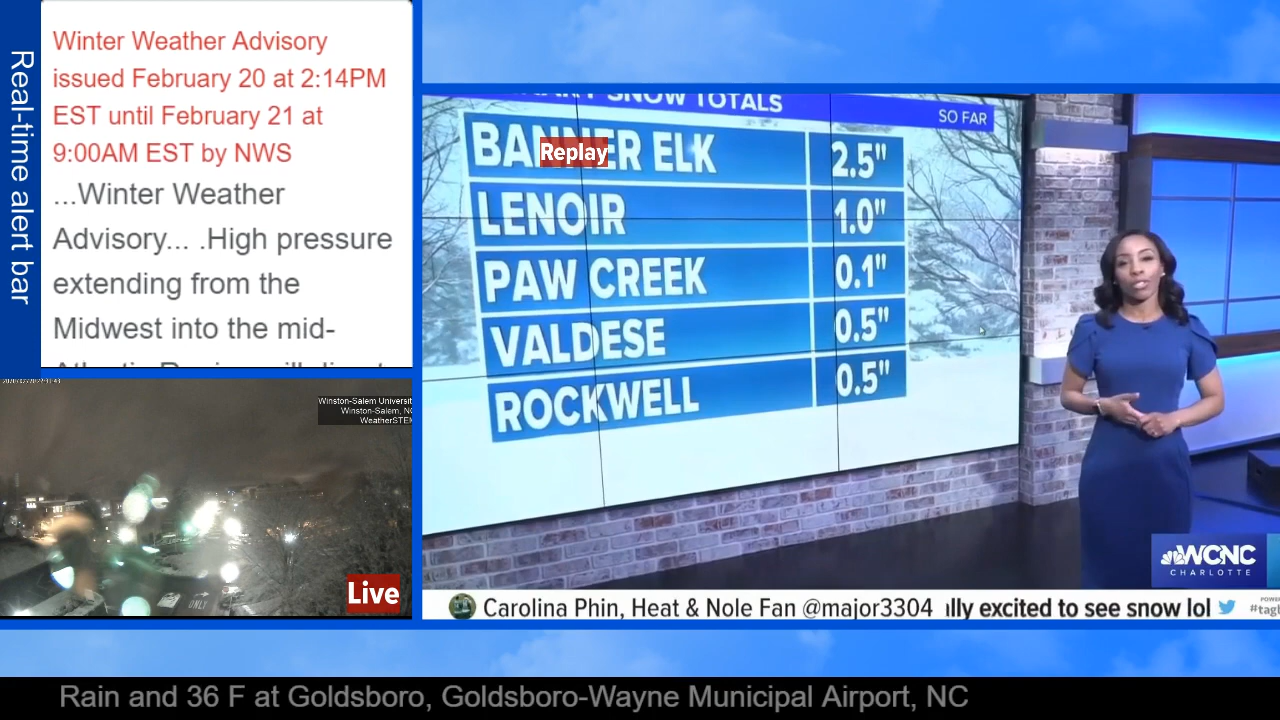 Real-time alert bar
Winter Weather Advisory
issued February 20 at 2:14PM
EST until February 21 at
9:00AM EST by NWS
...Winter Weather
Advisory... .High pressure
extending from the
Midwest into the mid-
Winston-Salem Universit
Winston-Salem, NC
WeatherSTEM
ONLY
Live
SNOW TOTALS
SO FAR
BANNER ELK 2.5"
Replay
LENOIR 1.0"
PAW CREEK 0.1"
VALDESE 0.5"
ROCKWELL 0.5"
WCNC
CHARLOTTE
Carolina Phin, Heat & Nole Fan @major3304 lly excited to see snow lol
POWE
#tagl
Rain and 36 F at Goldsboro, Goldsboro-Wayne Municipal Airport, NC